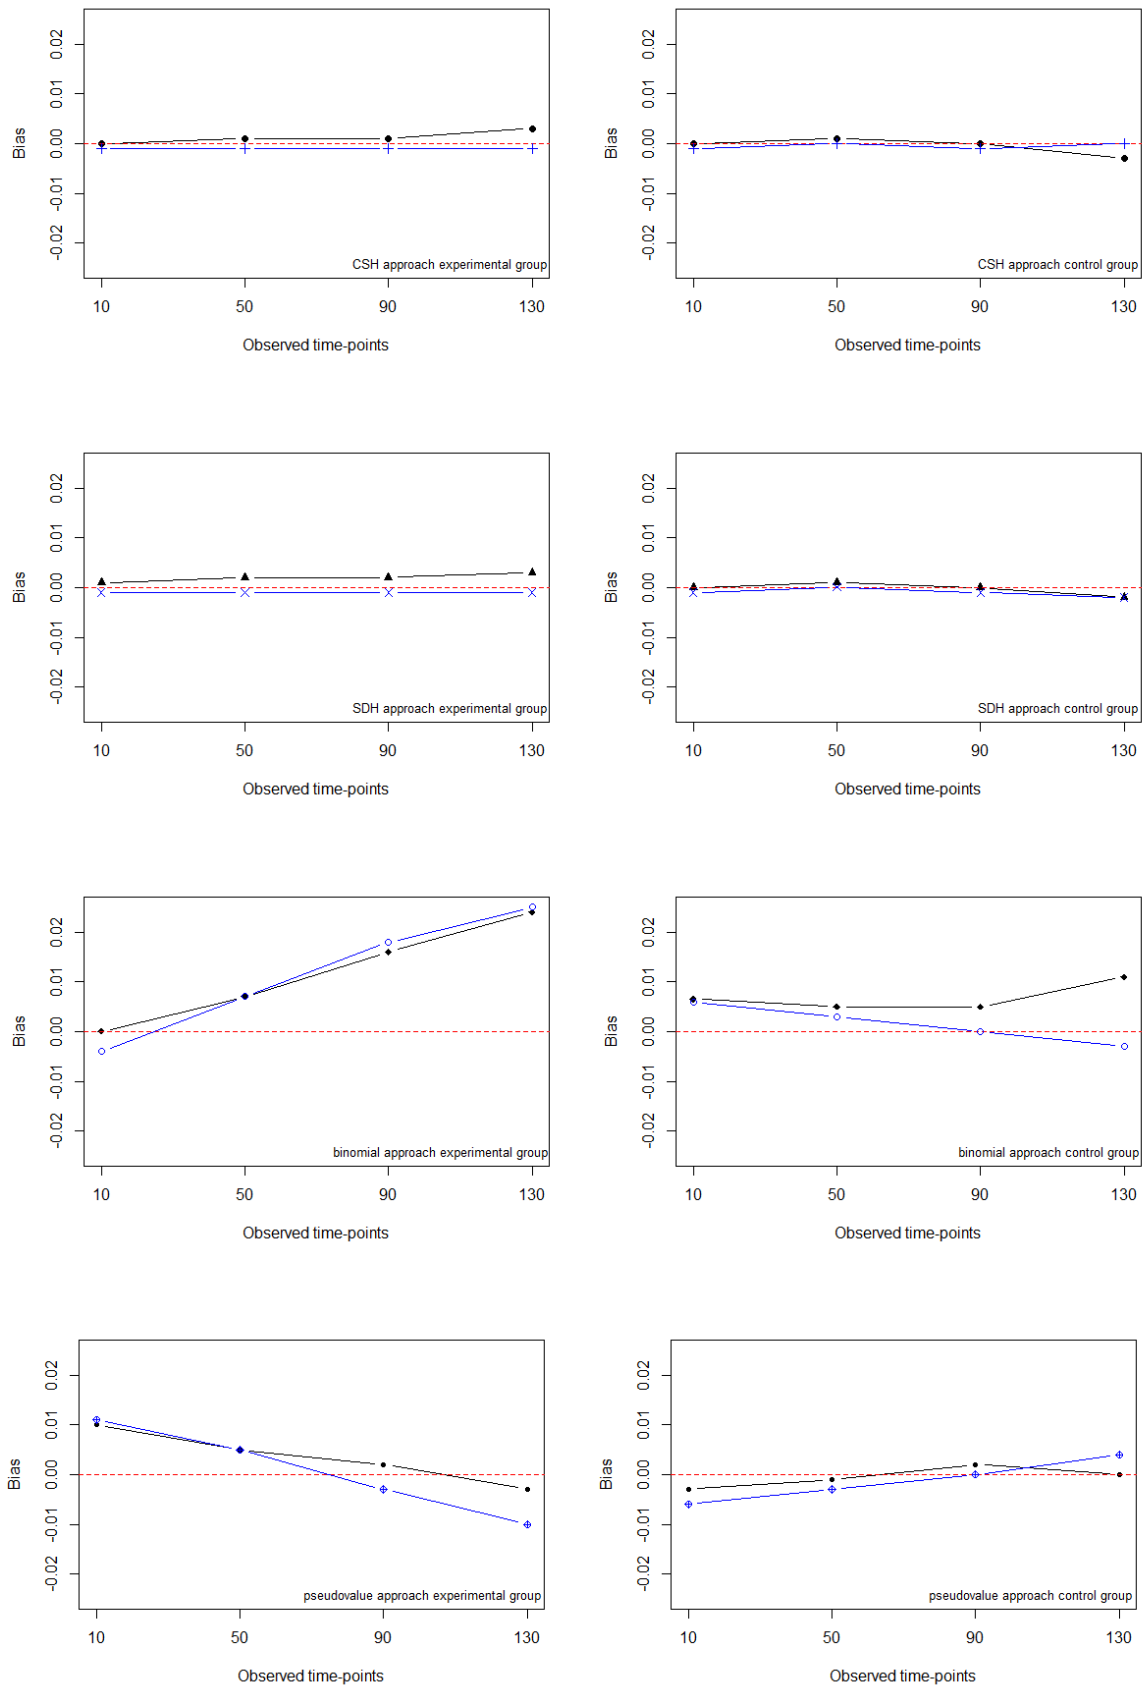 Bias
0.02
0.01
0.00
-0.01
-0.02
CSH approach experimental group
10 50 90 130
Observed time-points
Bias
0.02
0.01
0.00
-0.01
-0.02
CSH approach control group
10 50 90 130
Observed time-points
Bias
0.02
0.01
0.00
-0.01
-0.02
SDH approach experimental group
10 50 90 130
Observed time-points
Bias
0.02
0.01
0.00
-0.01
-0.02
SDH approach control group
10 50 90 130
Observed time-points
Bias
0.02
0.01
0.00
-0.01
-0.02
binomial approach experimental group
10 50 90 130
Observed time-points
Bias
0.02
0.01
0.00
-0.01
-0.02
binomial approach control group
10 50 90 130
Observed time-points
Bias
0.02
0.01
0.00
-0.01
-0.02
pseudovalue approach experimental group
10 50 90 130
Observed time-points
Bias
0.02
0.01
0.00
-0.01
-0.02
pseudovalue approach control group
10 50 90 130
Observed time-points